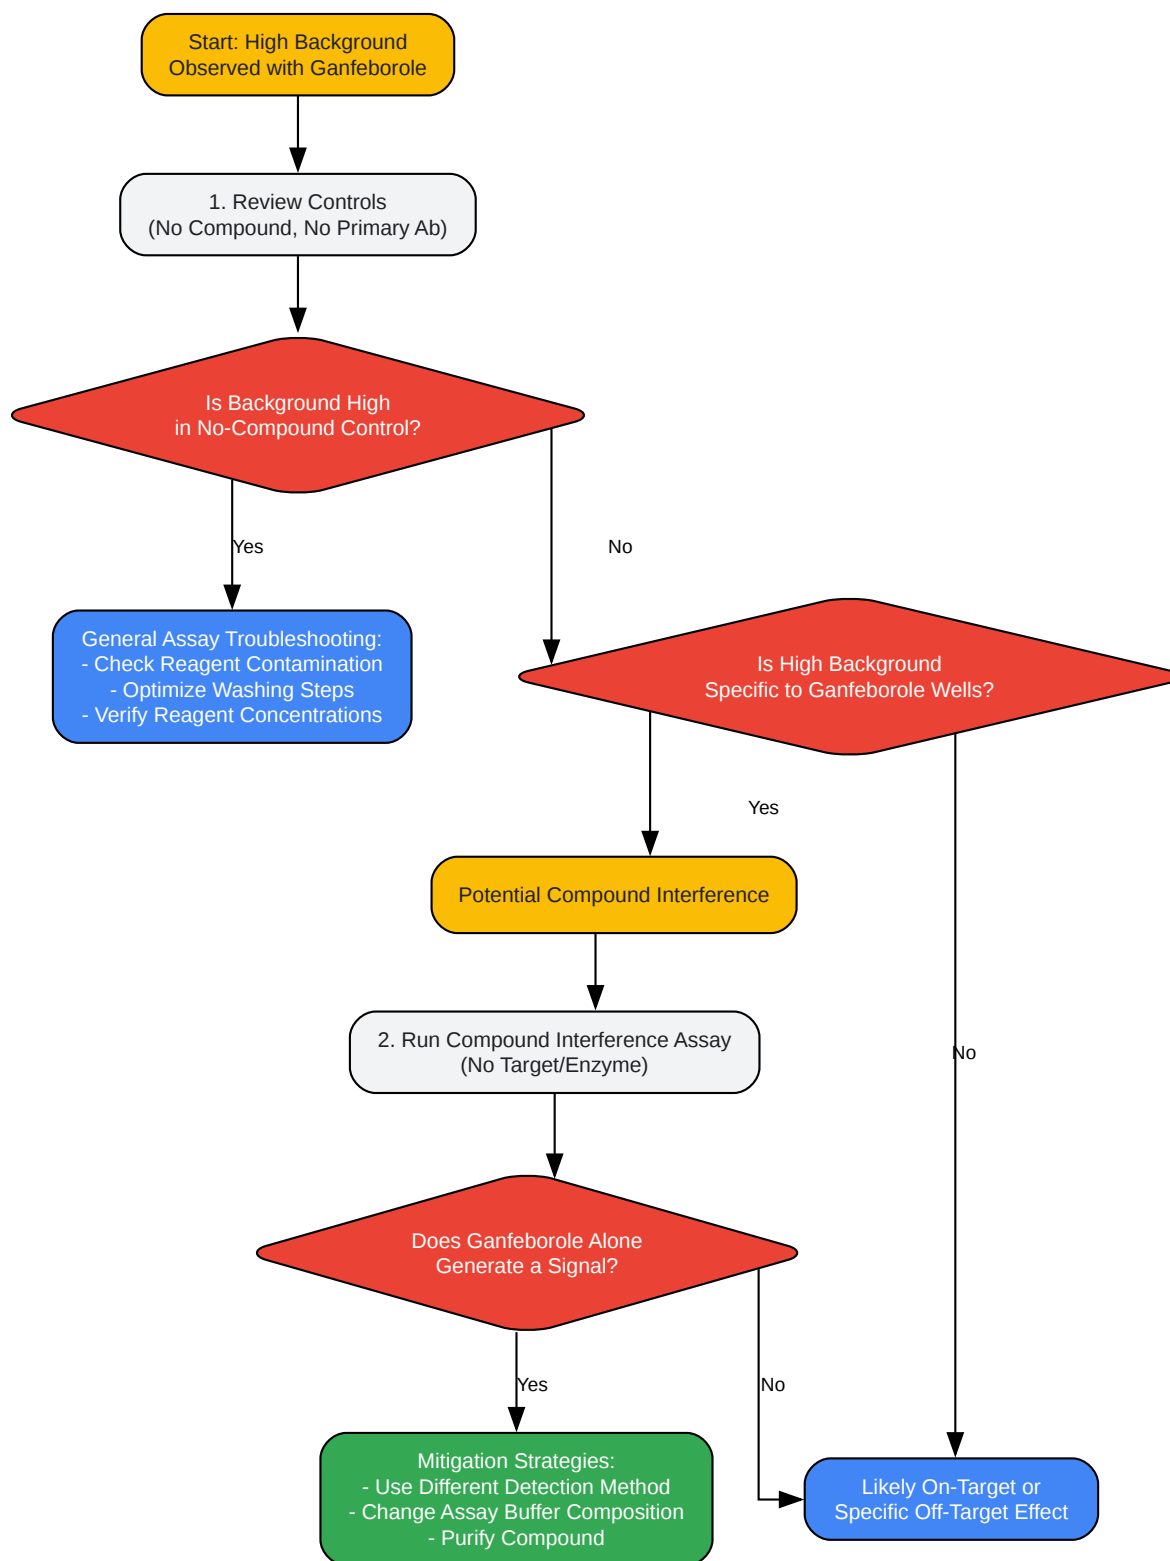 Start: High Background
Observed with Ganfeborole
1. Review Controls
(No Compound, No Primary Ab)
Is Background High
in No-Compound Control?
Yes
No
General Assay Troubleshooting:
- Check Reagent Contamination
- Optimize Washing Steps
- Verify Reagent Concentrations
Is High Background
Specific to Ganfeborole Wells?
Yes
Potential Compound Interference
2. Run Compound Interference Assay
(No Target/Enzyme)
No
Does Ganfeborole Alone
Generate a Signal?
Yes
No
Mitigation Strategies:
- Use Different Detection Method
- Change Assay Buffer Composition
- Purify Compound
Likely On-Target or
Specific Off-Target Effect